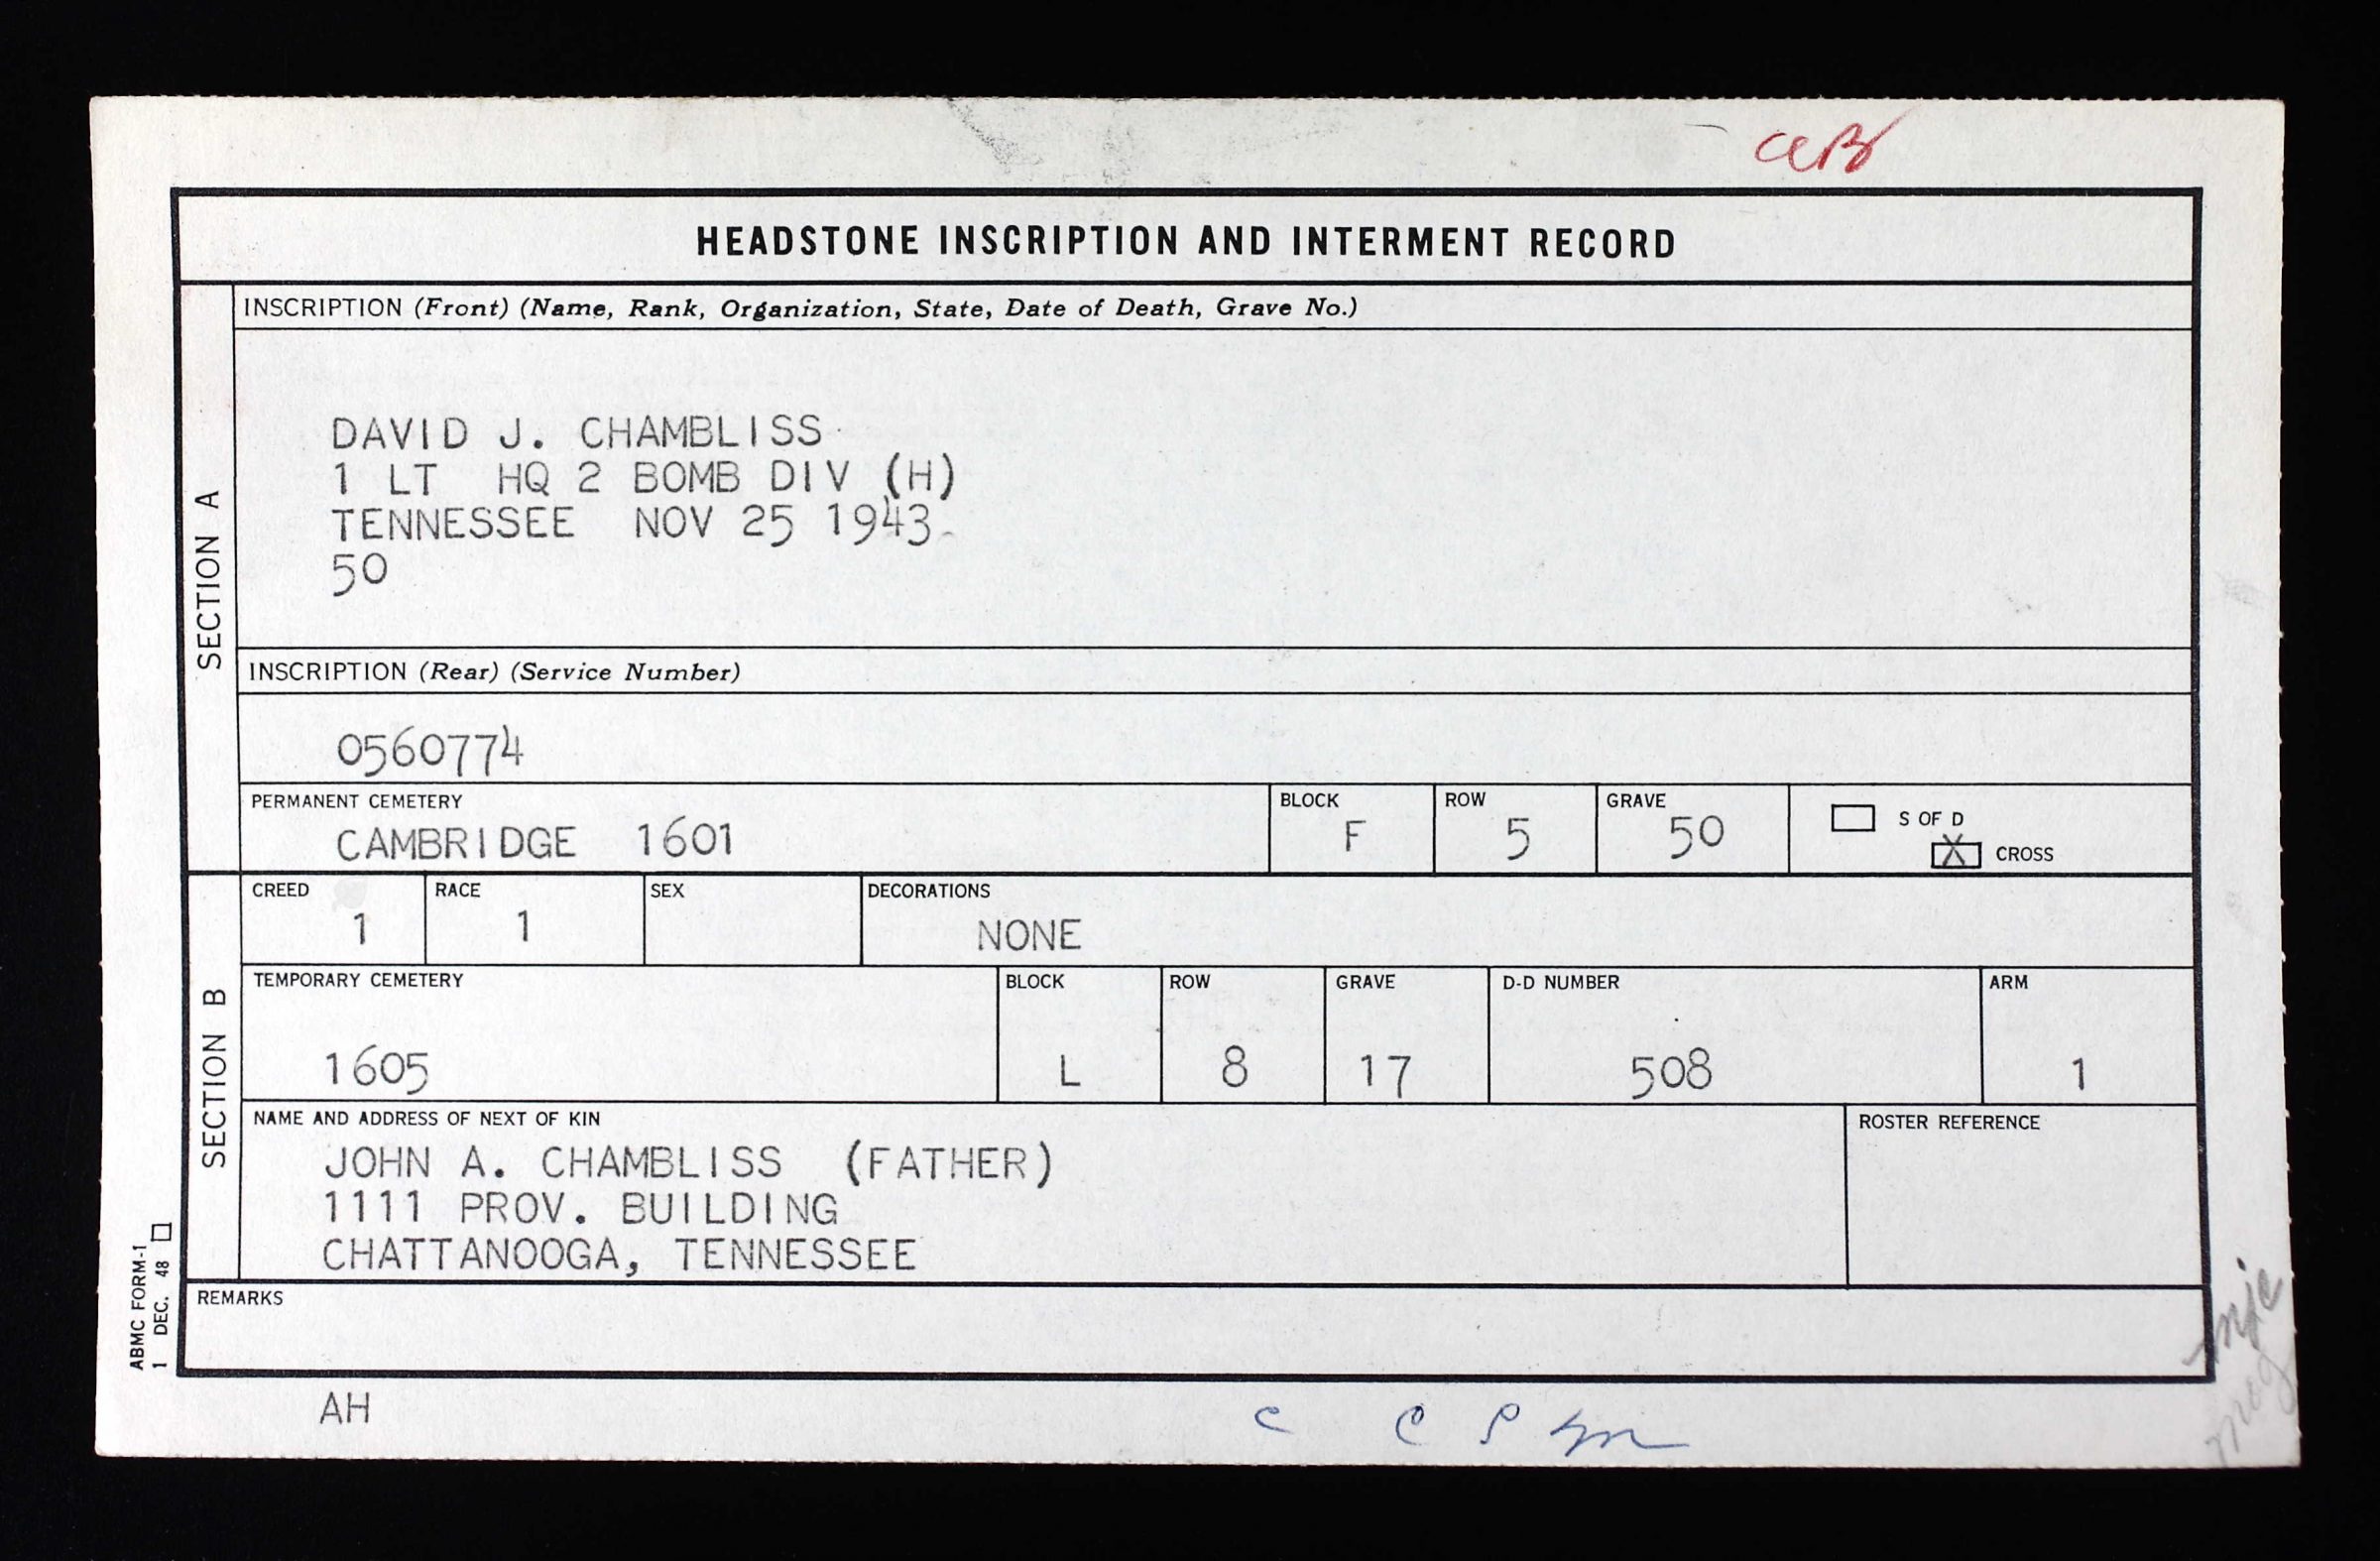 HEADSTONE INSCRIPTION AND INTERMENT RECORD
SECTION A
INSCRIPTION (Front) (Name, Rank, Organization, State, Date of Death, Grave No.)
DAVID J. CHAMBLISS
1 LT HQ 2 BOMB DIV (H)
TENNESSEE NOV 25 1943
50
INSCRIPTION (Rear) (Service Number)
0560774
PERMANENT CEMETERY BLOCK ROW GRAVE
CAMBRIDGE 1601 F 5 50
S OF D
X CROSS
SECTION B
CREED RACE SEX DECORATIONS
1 1 NONE
TEMPORARY CEMETERY BLOCK ROW GRAVE D-D NUMBER ARM
1605 L 8 17 508 1
NAME AND ADDRESS OF NEXT OF KIN ROSTER REFERENCE
JOHN A. CHAMBLISS (FATHER)
1111 PROV. BUILDING
CHATTANOOGA, TENNESSEE
REMARKS
ABMC FORM-1
1 DEC. 48
AH